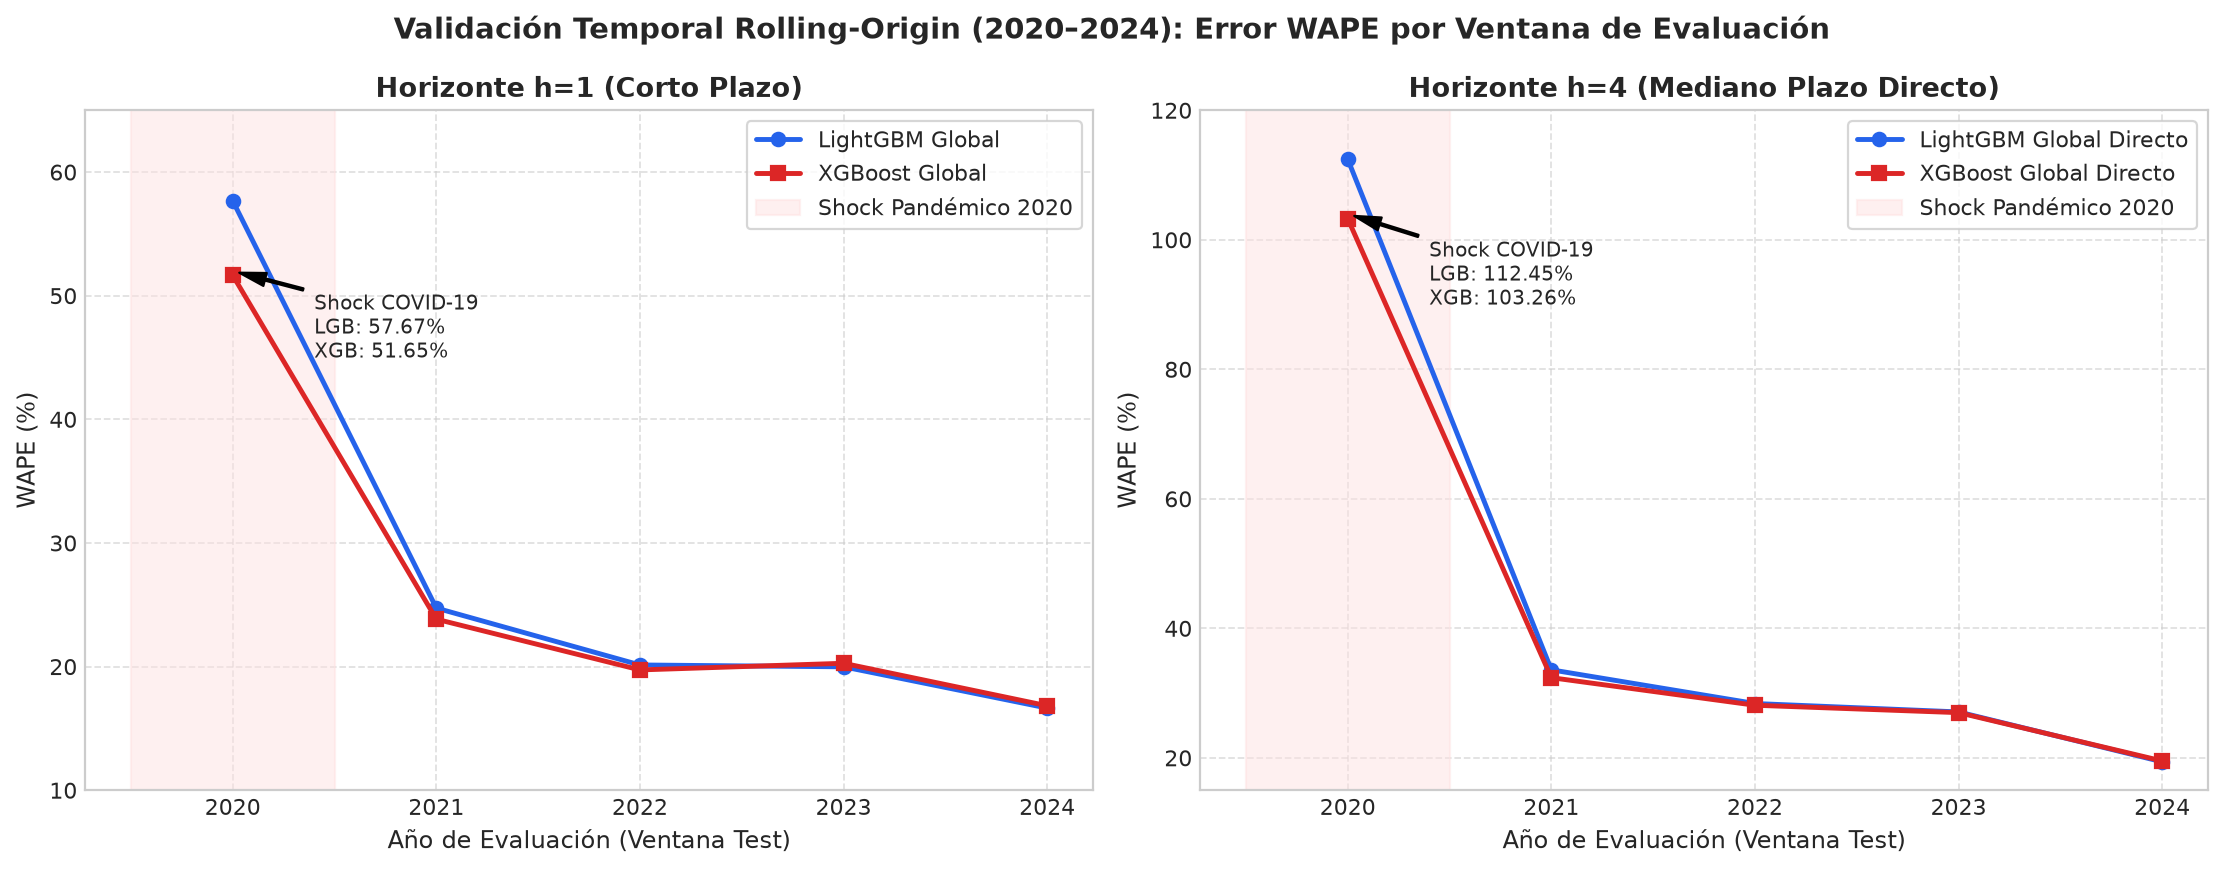 Validación Temporal Rolling-Origin (2020–2024): Error WAPE por Ventana de Evaluación
Horizonte h=1 (Corto Plazo)
LightGBM Global
XGBoost Global
Shock Pandémico 2020
Shock COVID-19
LGB: 57.67%
XGB: 51.65%
WAPE (%)
60
50
40
30
20
10
2020
2021
2022
2023
2024
Año de Evaluación (Ventana Test)
Horizonte h=4 (Mediano Plazo Directo)
LightGBM Global Directo
XGBoost Global Directo
Shock Pandémico 2020
Shock COVID-19
LGB: 112.45%
XGB: 103.26%
WAPE (%)
120
100
80
60
40
20
2020
2021
2022
2023
2024
Año de Evaluación (Ventana Test)